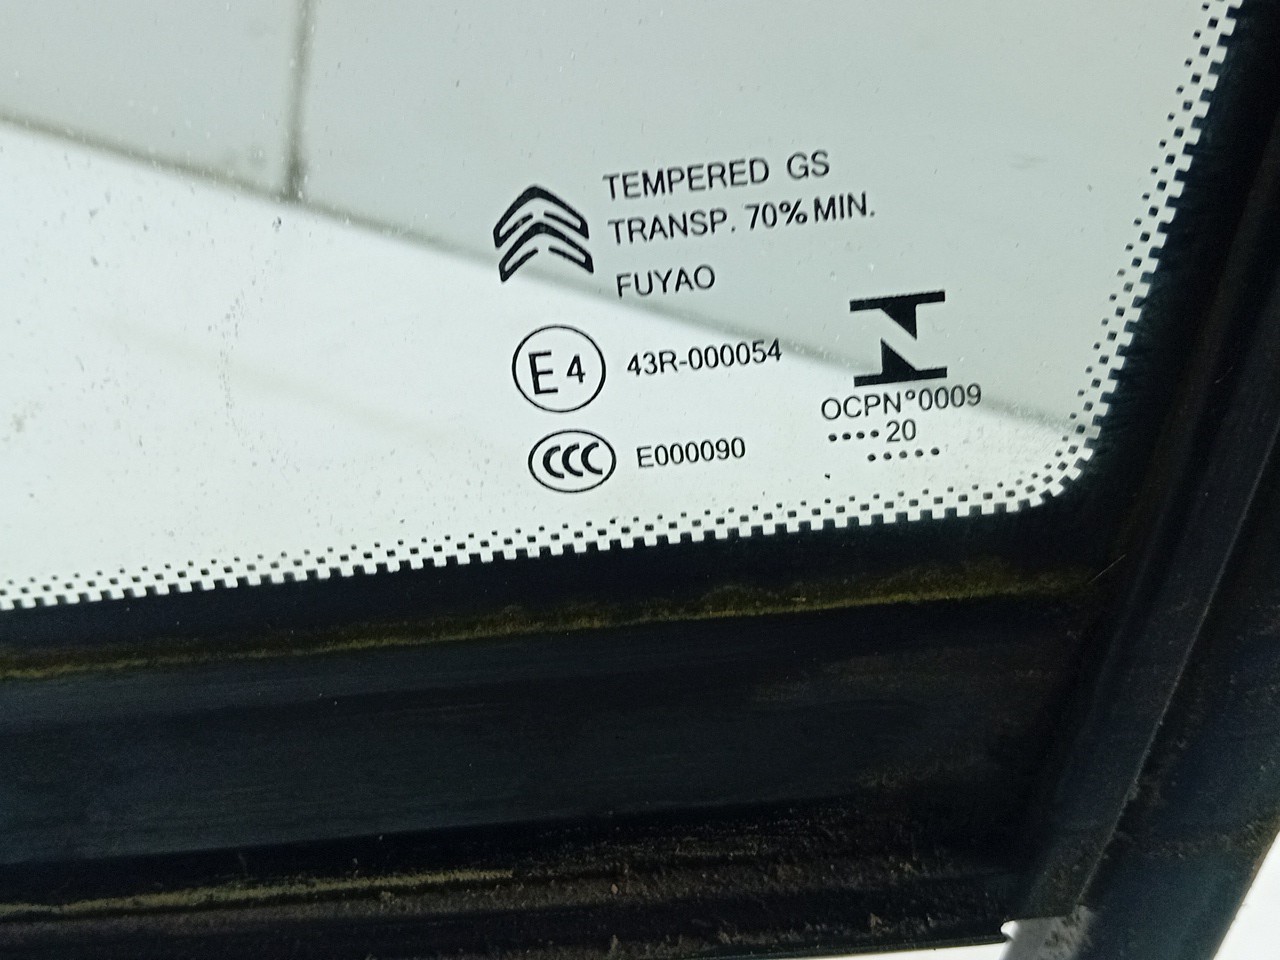 TEMPERED GS
TRANSP. 70% MIN.
FUYAO
E4 43R-000054
OCPN°0009
••••20
•••••
CCC E000090